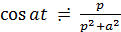 cos at ≓ p/(p²+a²)